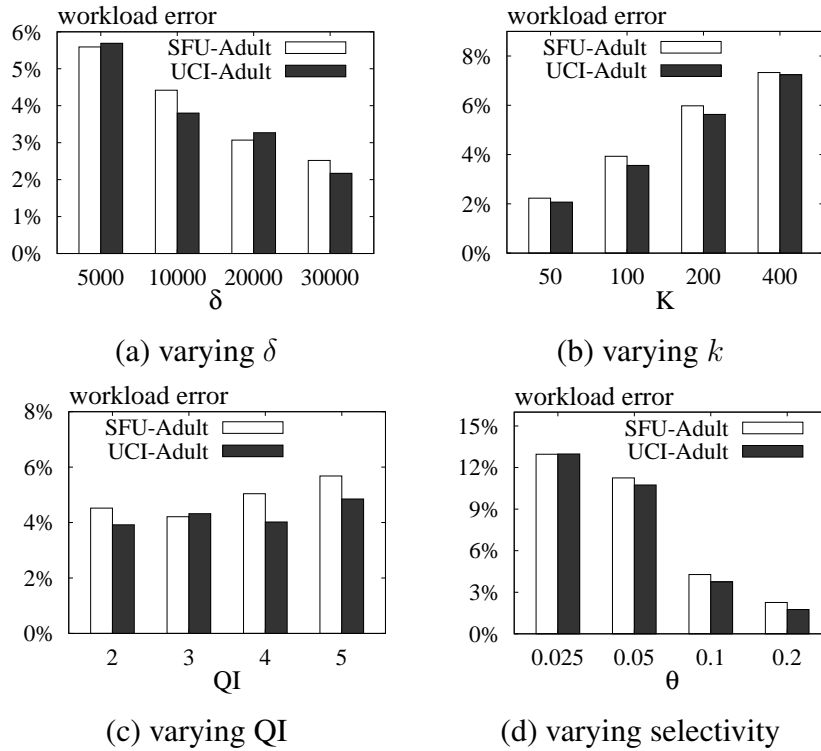 workload error
6%
5%
4%
3%
2%
1%
0%
SFU-Adult
UCI-Adult
5000 10000 20000 30000
δ
(a) varying δ
workload error
8%
6%
4%
2%
0%
SFU-Adult
UCI-Adult
50 100 200 400
K
(b) varying k
workload error
8%
6%
4%
2%
0%
SFU-Adult
UCI-Adult
2 3 4 5
QI
(c) varying QI
workload error
15%
12%
9%
6%
3%
0%
SFU-Adult
UCI-Adult
0.025 0.05 0.1 0.2
θ
(d) varying selectivity